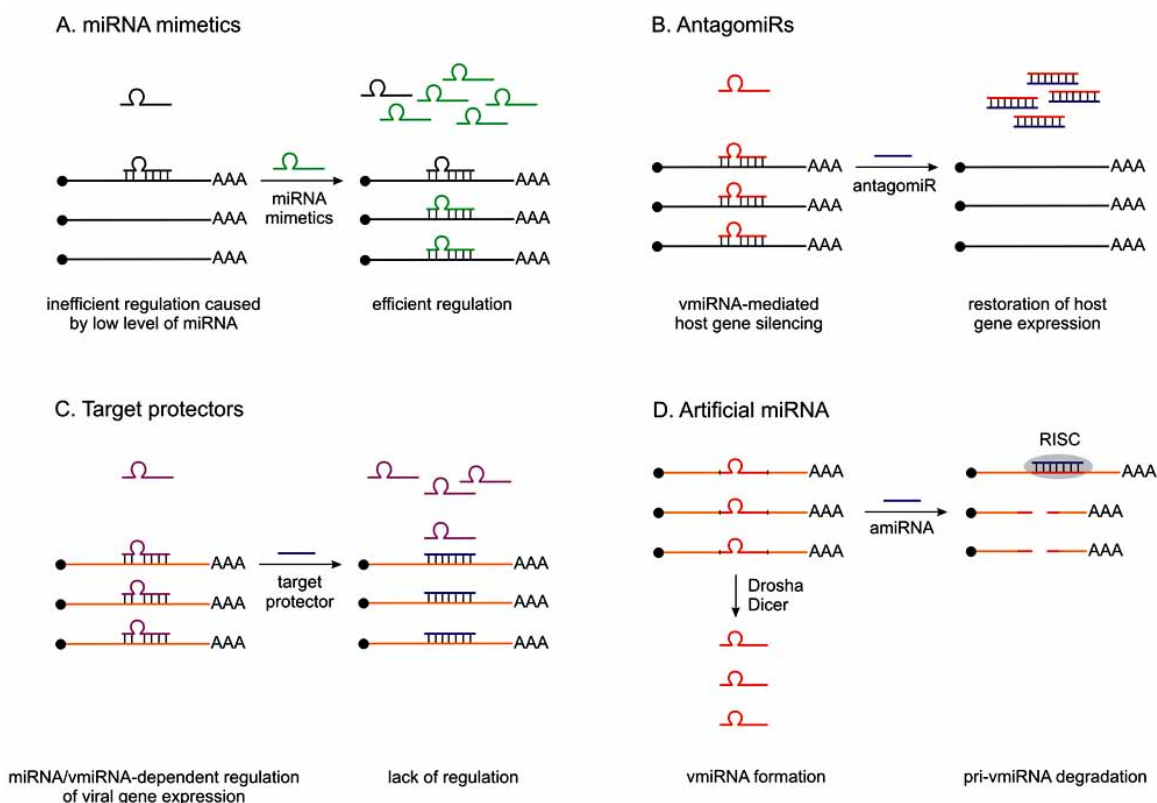 A. miRNA mimetics
AAA
AAA
AAA
miRNA
mimetics
AAA
AAA
AAA
inefficient regulation caused
by low level of miRNA
efficient regulation
B. AntagomiRs
AAA
AAA
AAA
antagomiR
AAA
AAA
AAA
vmiRNA-mediated
host gene silencing
restoration of host
gene expression
C. Target protectors
AAA
AAA
AAA
target
protector
AAA
AAA
AAA
miRNA/vmiRNA-dependent regulation
of viral gene expression
lack of regulation
D. Artificial miRNA
AAA
AAA
AAA
amiRNA
RISC
AAA
AAA
AAA
Drosha
Dicer
vmiRNA formation
pri-vmiRNA degradation